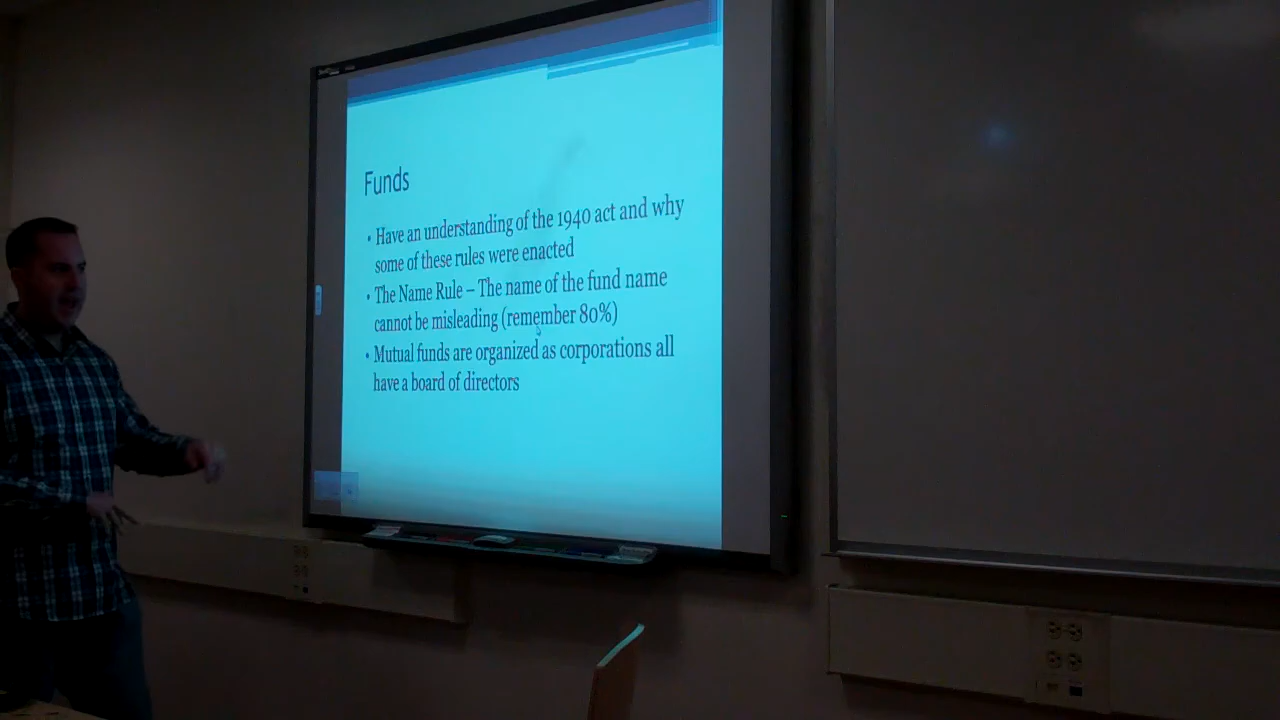 Funds
• Have an understanding of the 1940 act and why
some of these rules were enacted
• The Name Rule – The name of the fund name
cannot be misleading (remember 80%)
• Mutual funds are organized as corporations all
have a board of directors